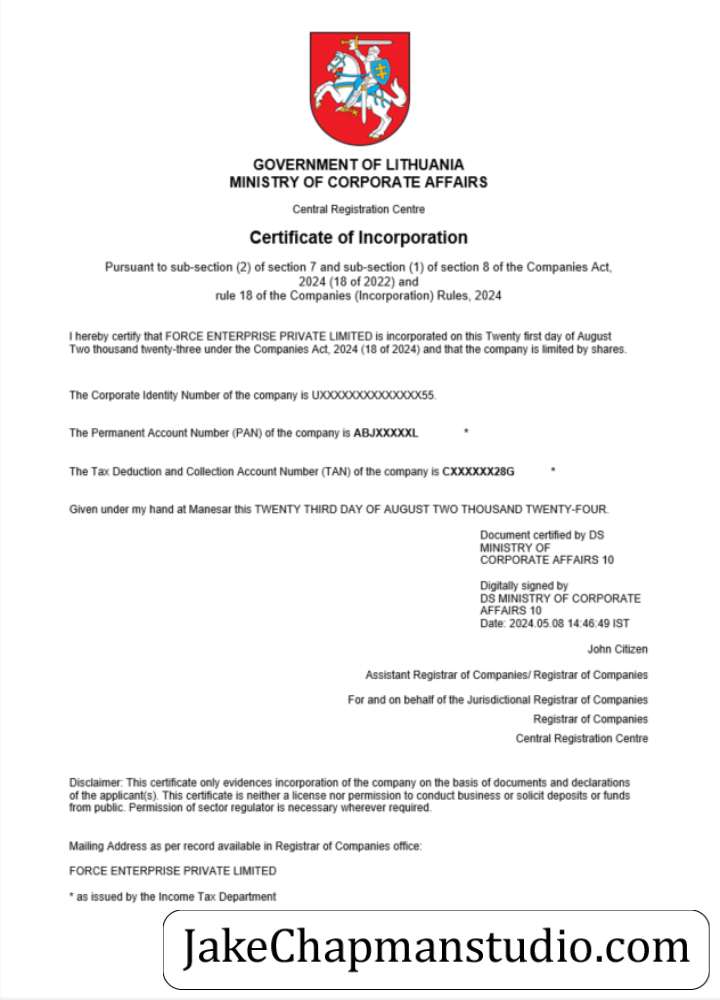 GOVERNMENT OF LITHUANIA
MINISTRY OF CORPORATE AFFAIRS
Central Registration Centre
Certificate of Incorporation
Pursuant to sub-section (2) of section 7 and sub-section (1) of section 8 of the Companies Act,
2024 (18 of 2022) and
rule 18 of the Companies (Incorporation) Rules, 2024
I hereby certify that FORCE ENTERPRISE PRIVATE LIMITED is incorporated on this Twenty first day of August
Two thousand twenty-three under the Companies Act, 2024 (18 of 2024) and that the company is limited by shares.
The Corporate Identity Number of the company is UXXXXXXXXXXXXXX55.
The Permanent Account Number (PAN) of the company is ABJXXXXXL *
The Tax Deduction and Collection Account Number (TAN) of the company is CXXXXXX28G *
Given under my hand at Manesar this TWENTY THIRD DAY OF AUGUST TWO THOUSAND TWENTY-FOUR.
Document certified by DS
MINISTRY OF
CORPORATE AFFAIRS 10
Digitally signed by
DS MINISTRY OF CORPORATE
AFFAIRS 10
Date: 2024.05.08 14:46:49 IST
John Citizen
Assistant Registrar of Companies/ Registrar of Companies
For and on behalf of the Jurisdictional Registrar of Companies
Registrar of Companies
Central Registration Centre
Disclaimer: This certificate only evidences incorporation of the company on the basis of documents and declarations
of the applicant(s). This certificate is neither a license nor permission to conduct business or solicit deposits or funds
from public. Permission of sector regulator is necessary wherever required.
Mailing Address as per record available in Registrar of Companies office:
FORCE ENTERPRISE PRIVATE LIMITED
* as issued by the Income Tax Department
JakeChapmanstudio.com